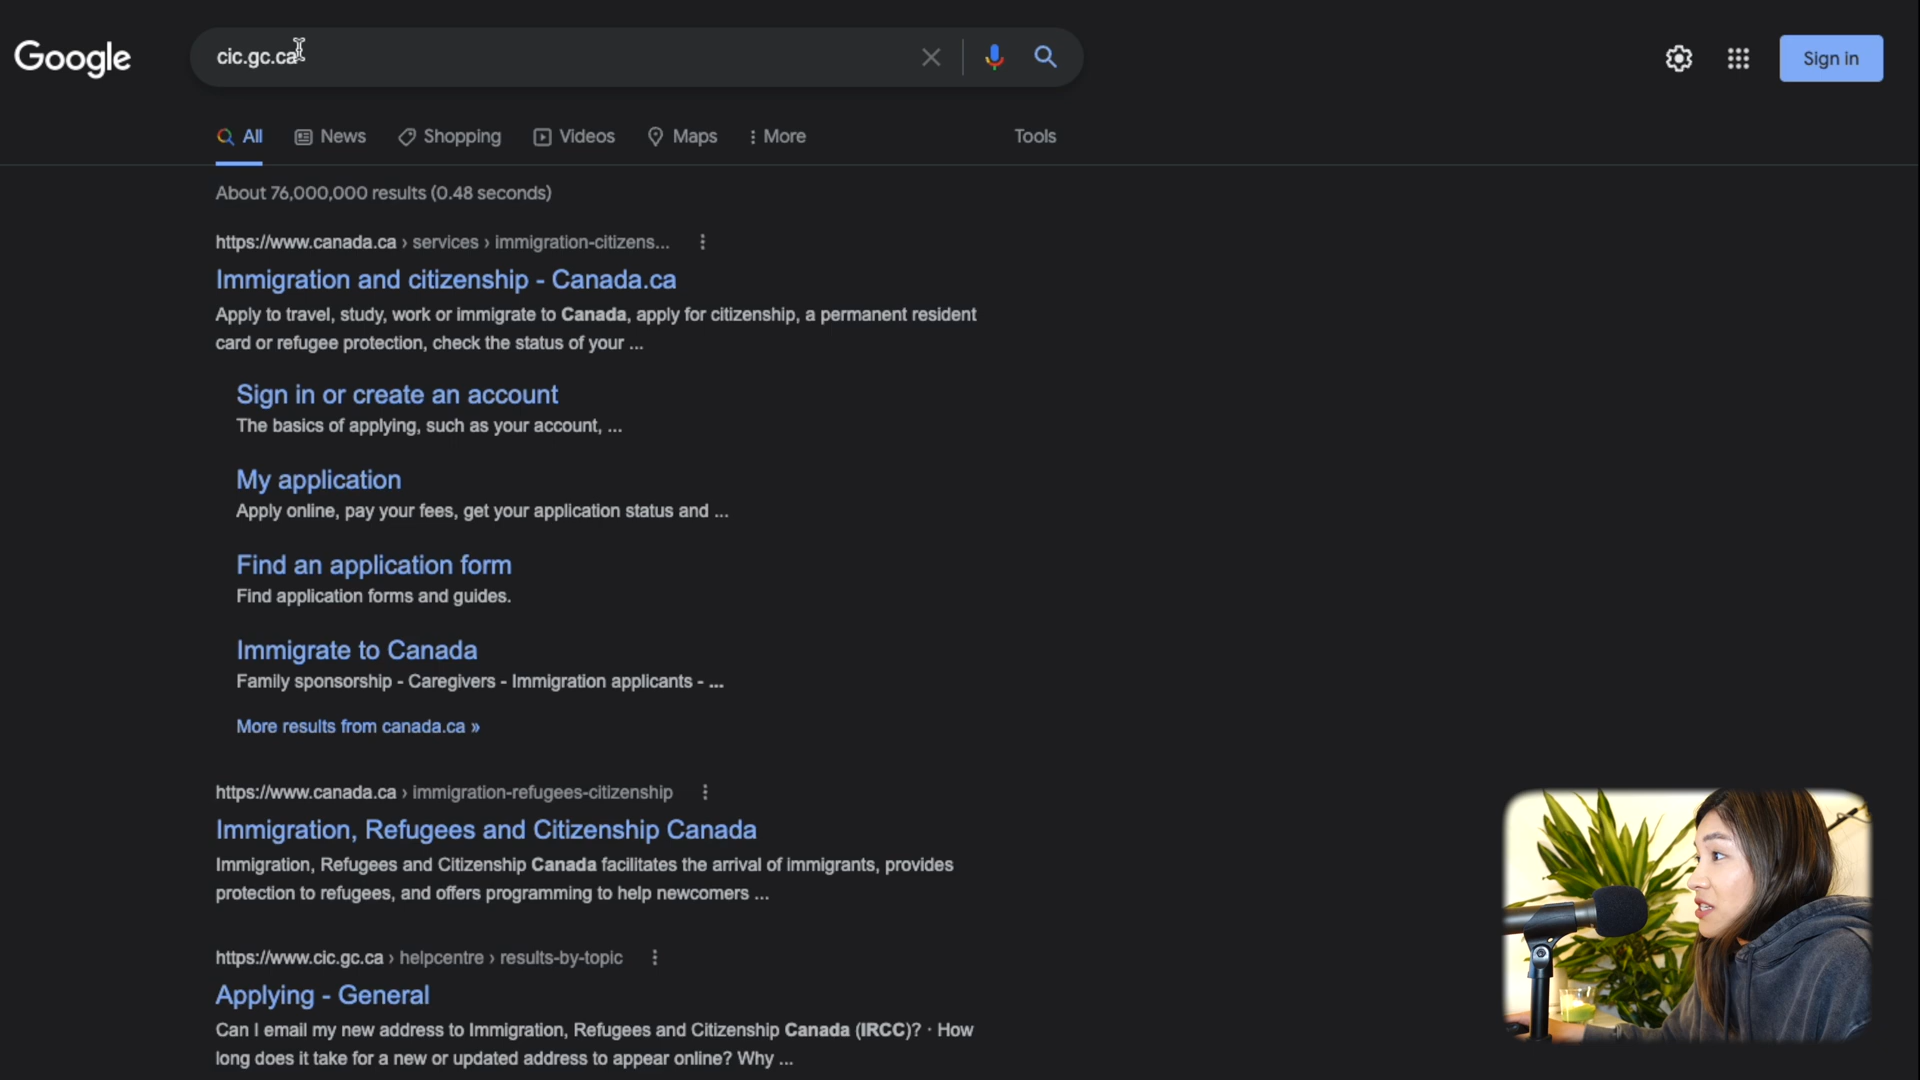 Google
cic.gc.ca
Sign in
All
News
Shopping
Videos
Maps
More
Tools
About 76,000,000 results (0.48 seconds)
https://www.canada.ca › services › immigration-citizens...
Immigration and citizenship - Canada.ca
Apply to travel, study, work or immigrate to Canada, apply for citizenship, a permanent resident
card or refugee protection, check the status of your ...
Sign in or create an account
The basics of applying, such as your account, ...
My application
Apply online, pay your fees, get your application status and ...
Find an application form
Find application forms and guides.
Immigrate to Canada
Family sponsorship - Caregivers - Immigration applicants - ...
More results from canada.ca »
https://www.canada.ca › immigration-refugees-citizenship
Immigration, Refugees and Citizenship Canada
Immigration, Refugees and Citizenship Canada facilitates the arrival of immigrants, provides
protection to refugees, and offers programming to help newcomers ...
https://www.cic.gc.ca › helpcentre › results-by-topic
Applying - General
Can I email my new address to Immigration, Refugees and Citizenship Canada (IRCC)? · How
long does it take for a new or updated address to appear online? Why ...